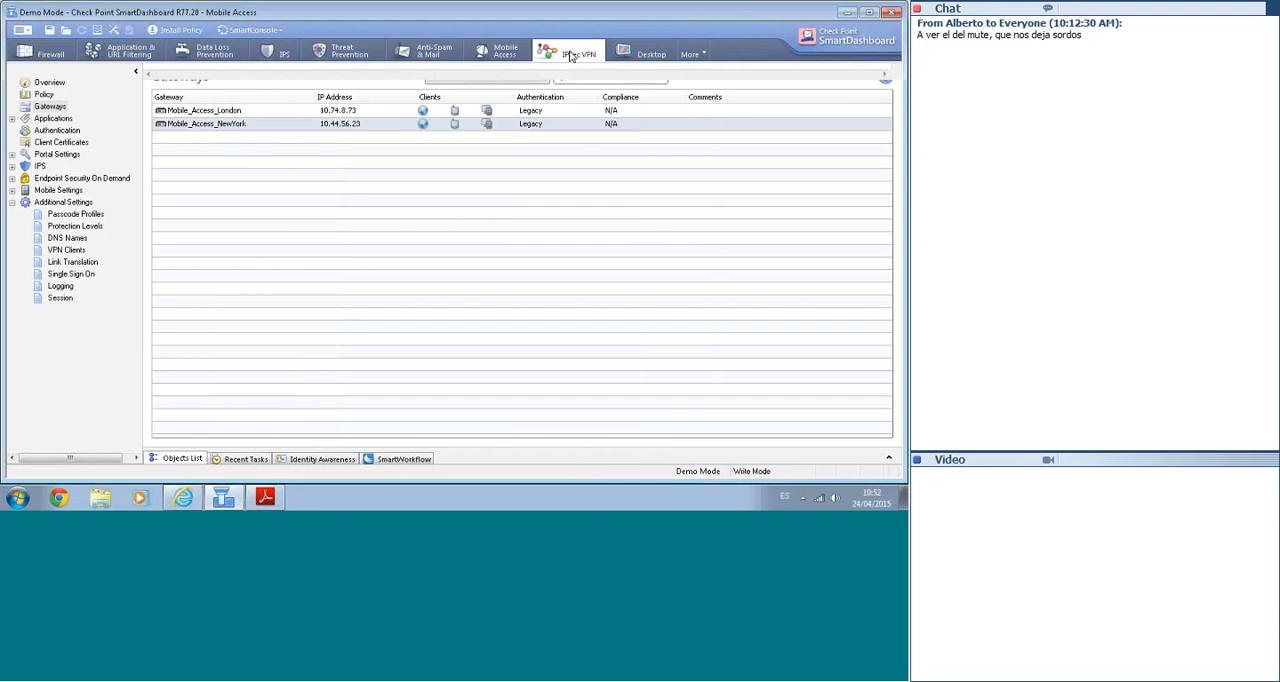 Demo Mode - Check Point SmartDashboard R77.20 - Mobile Access
Install Policy
SmartConsole
Firewall
Application & URL Filtering
Data Loss Prevention
IPS
Threat Prevention
Anti-Spam & Mail
Mobile Access
VPN
Desktop
More
Check Point
SmartDashboard
Overview
Policy
Gateways
Applications
Authentication
Client Certificates
Portal Settings
IPS
Endpoint Security On Demand
Mobile Settings
Additional Settings
Passcode Profiles
Protection Levels
DNS Names
VPN Clients
Link Translation
Single Sign On
Logging
Session
Gateway IP Address Clients Authentication Compliance Comments
Mobile_Access_London 10.74.8.73 Legacy N/A
Mobile_Access_NewYork 10.44.56.23 Legacy N/A
Objects List Recent Tasks Identity Awareness SmartWorkflow
Demo Mode Write Mode
ES
10:52
24/04/2015
Chat
From Alberto to Everyone (10:12:30 AM):
A ver el del mute, que nos deja sordos
Video